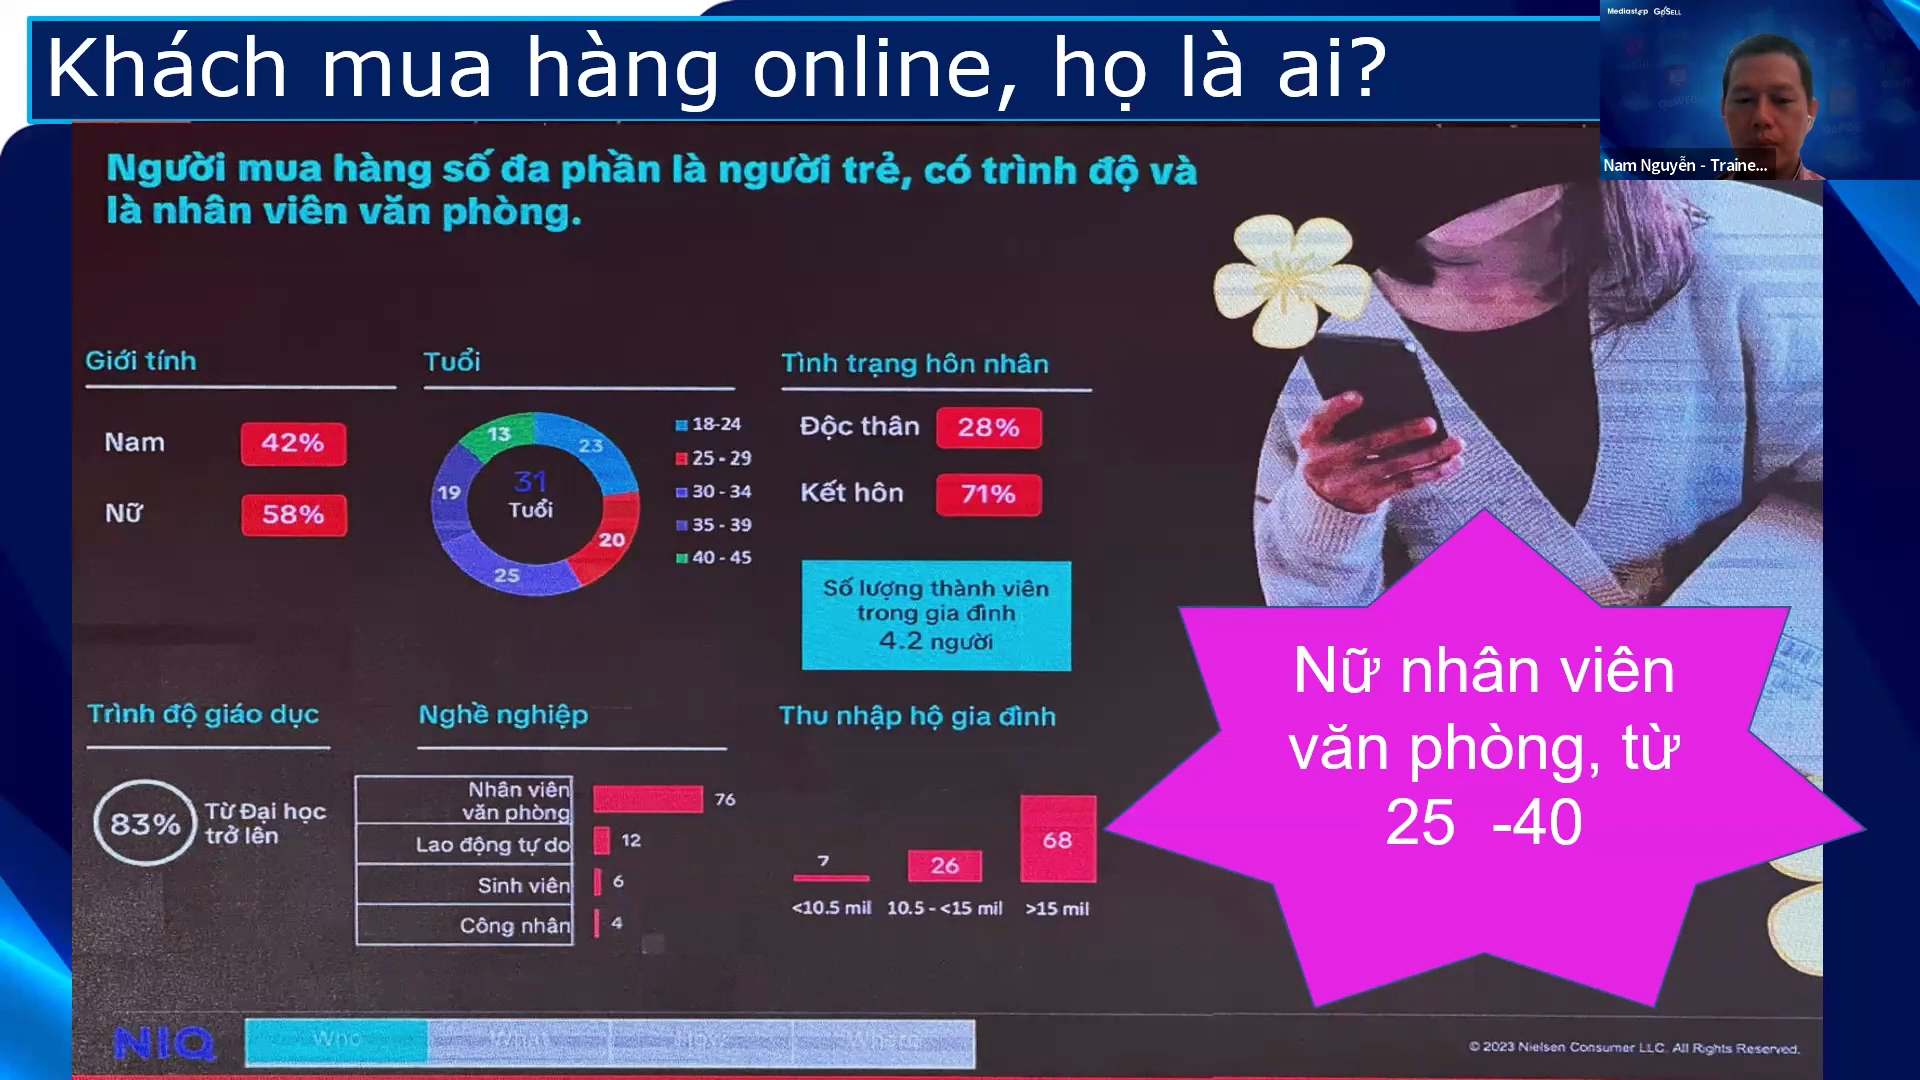 Khách mua hàng online, họ là ai?
Mediastep GoSELL
Nam Nguyễn - Traine...
Người mua hàng số đa phần là người trẻ, có trình độ và
là nhân viên văn phòng.
Giới tính
Nam 42%
Nữ 58%
Tuổi
13
23
19
31
Tuổi
20
25
18-24
25 - 29
30 - 34
35 - 39
40 - 45
Tình trạng hôn nhân
Độc thân 28%
Kết hôn 71%
Số lượng thành viên
trong gia đình
4.2 người
Trình độ giáo dục
83%
Từ Đại học
trở lên
Nghề nghiệp
Nhân viên
văn phòng 76
Lao động tự do 12
Sinh viên 6
Công nhân 4
Thu nhập hộ gia đình
7
26
68
<10.5 mil 10.5 - <15 mil >15 mil
Nữ nhân viên
văn phòng, từ
25 -40
NIQ
Who
© 2023 Nielsen Consumer LLC. All Rights Reserved.